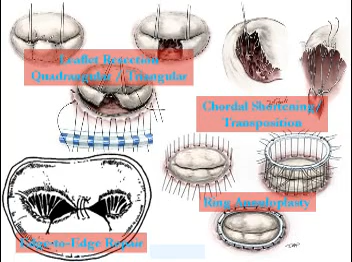 Leaflet Resection
Quadrangular / Triangular
Chordal Shortening /
Transposition
Ring Annuloplasty
Edge-to-Edge Repair